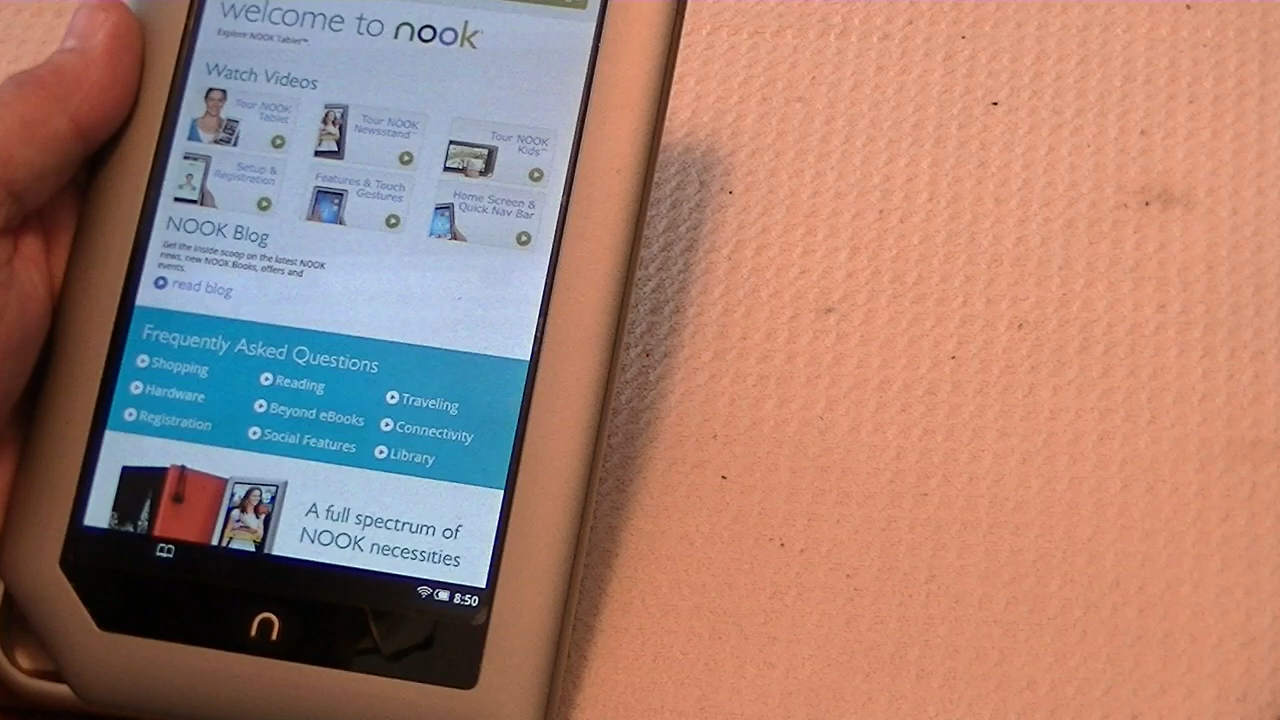 welcome to nook
Explore NOOK Tablet™
Watch Videos
Tour NOOK
Tablet
Tour NOOK
Newsstand™
Tour NOOK
Kids™
Setup &
Registration
Features & Touch
Gestures
Home Screen &
Quick Nav Bar
NOOK Blog
Get the inside scoop on the latest NOOK
news, new NOOK Books, offers and
events.
read blog
Frequently Asked Questions
Shopping
Reading
Traveling
Hardware
Beyond eBooks
Connectivity
Registration
Social Features
Library
A full spectrum of
NOOK necessities
8:50